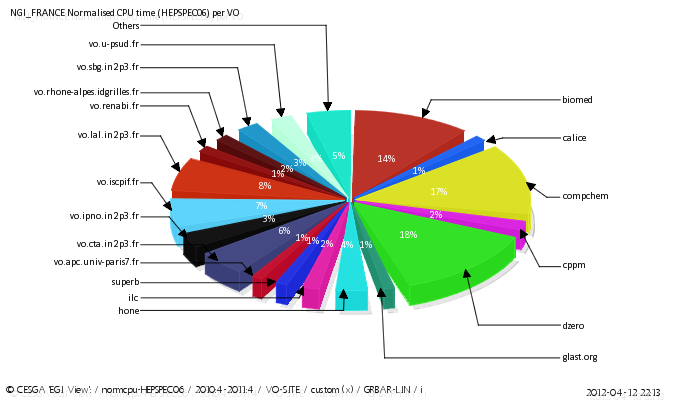 NGI_FRANCE Normalised CPU time (HEPSPEC06) per VO
Others
vo.u-psud.fr
vo.sbg.in2p3.fr
vo.rhone-alpes.idgrilles.fr
vo.renabi.fr
vo.lal.in2p3.fr
vo.iscpif.fr
vo.ipno.in2p3.fr
vo.cta.in2p3.fr
vo.apc.univ-paris7.fr
superb
ilc
hone
biomed
calice
compchem
cppm
dzero
glast.org
14%
1%
17%
2%
18%
1%
4%
2%
1%
1%
6%
3%
7%
8%
1%
2%
3%
5%
© CESGA 'EGI View': / normcpu-HEPSPEC06 / 2010:4-2011:4 / VO-SITE / custom (x) / GRBAR-LIN / i
2012-04-12 22:13